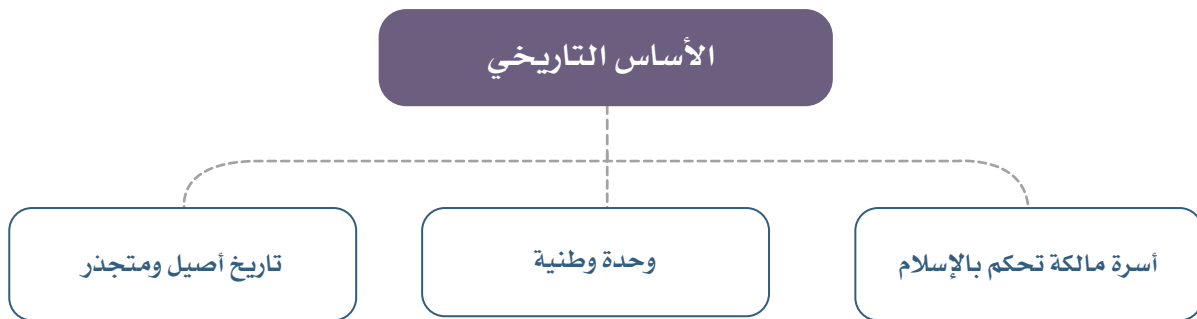 الأساس التاريخي
أسرة مالكة تحكم بالإسلام
وحدة وطنية
تاريخ أصيل ومتجذر